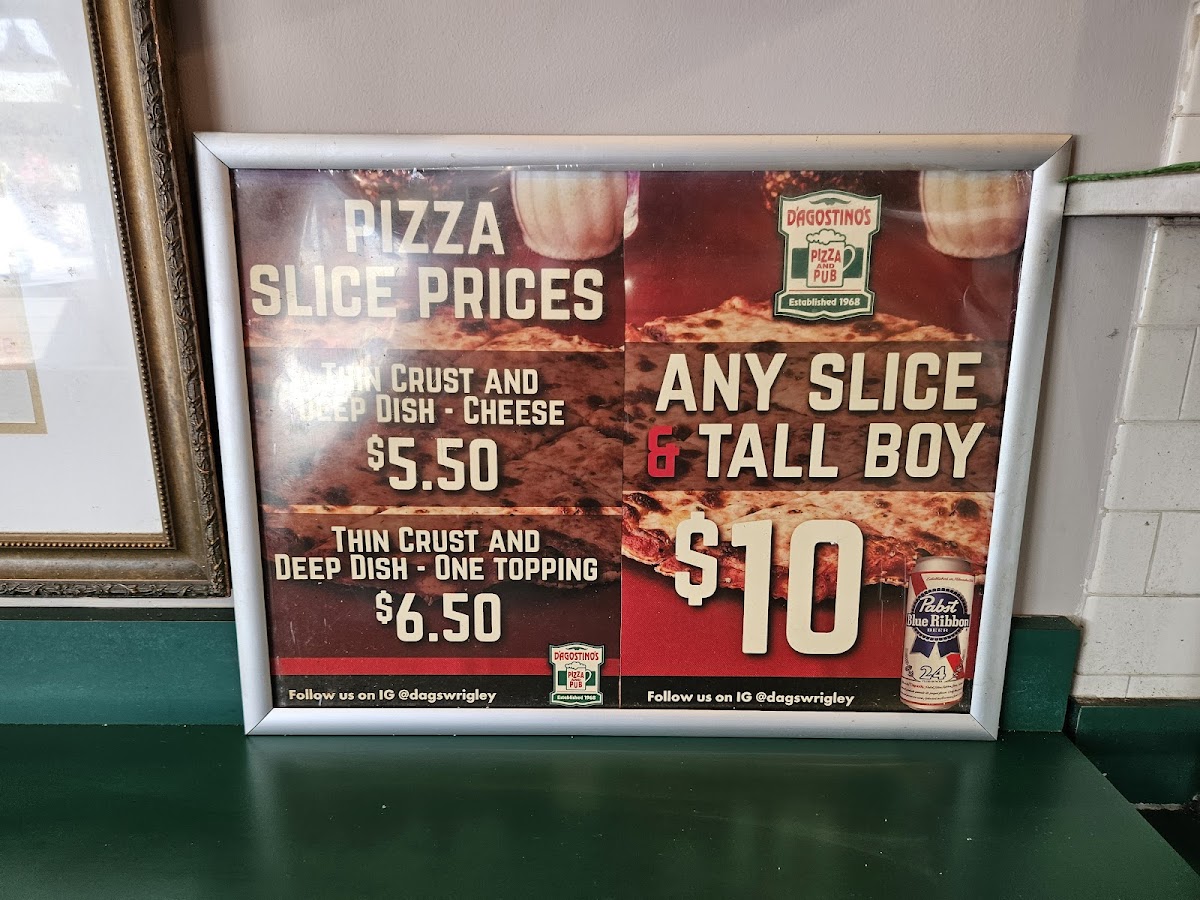 PIZZA
SLICE PRICES
THIN CRUST AND
DEEP DISH - CHEESE
$5.50
THIN CRUST AND
DEEP DISH - ONE TOPPING
$6.50
D'AGOSTINO'S
PIZZA
AND
PUB
Established 1968
Follow us on IG @dagswrigley
D'AGOSTINO'S
PIZZA
AND
PUB
Established 1968
ANY SLICE
& TALL BOY
$10
Pabst
Blue Ribbon
BEER
24
Follow us on IG @dagswrigley